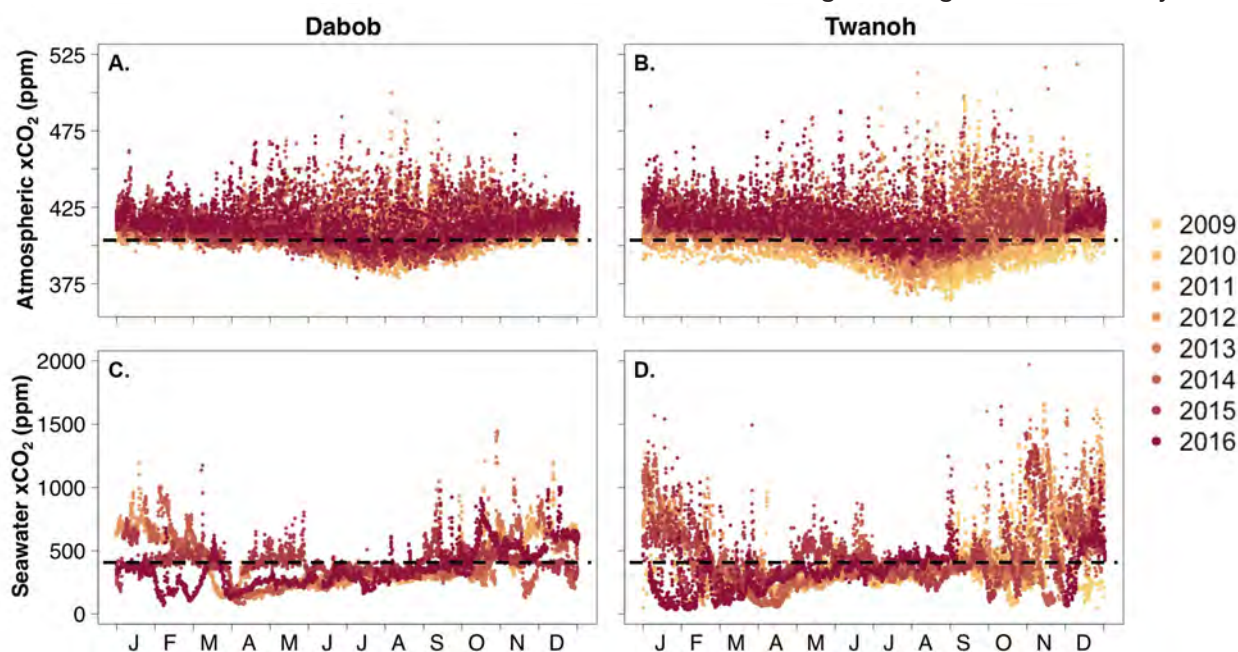 Dabob
Twanoh
A.
B.
Atmospheric xCO₂ (ppm)
525
475
425
375
C.
D.
Seawater xCO₂ (ppm)
2000
1500
1000
500
0
J F M A M J J A S O N D
J F M A M J J A S O N D
2009
2010
2011
2012
2013
2014
2015
2016